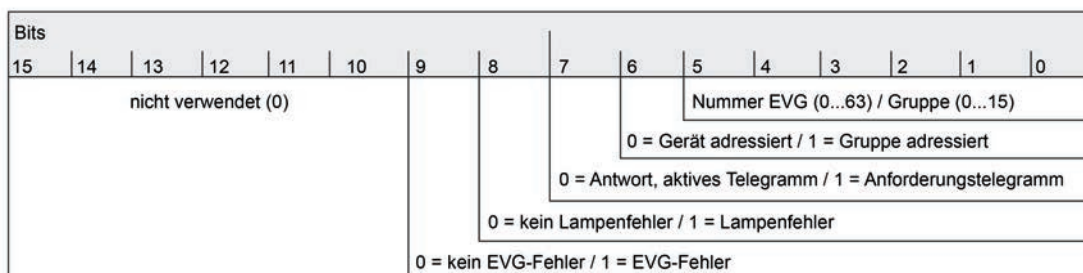 Bits
15 14 13 12 11 10 9 8 7 6 5 4 3 2 1 0
nicht verwendet (0) Nummer EVG (0...63) / Gruppe (0...15)
0 = Gerät adressiert / 1 = Gruppe adressiert
0 = Antwort, aktives Telegramm / 1 = Anforderungstelegramm
0 = kein Lampenfehler / 1 = Lampenfehler
0 = kein EVG-Fehler / 1 = EVG-Fehler